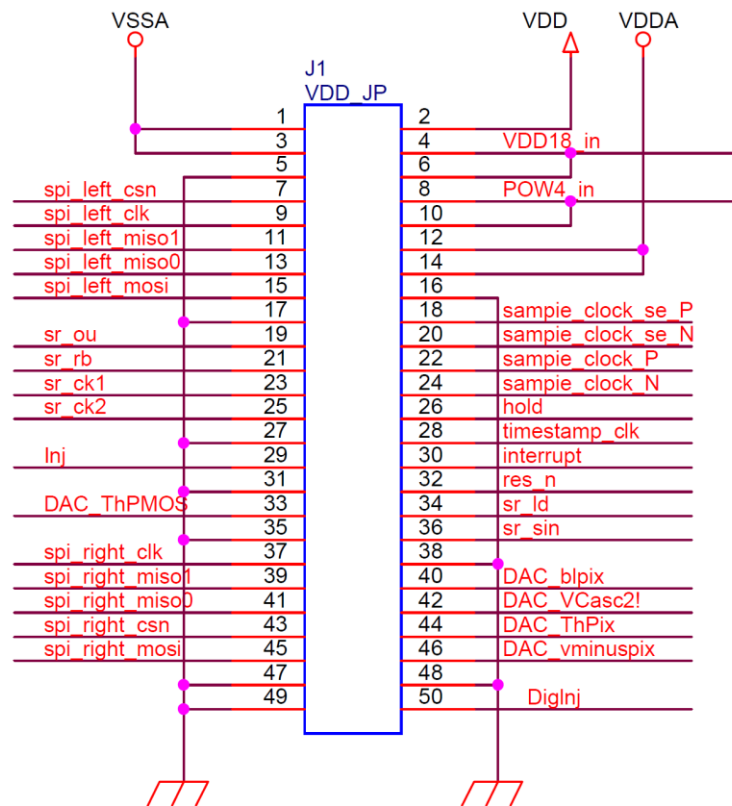 VSSA VDD VDDA
J1
VDD_JP
1 2
3 4 VDD18_in
5 6
spi_left_csn 7 8 POW4_in
spi_left_clk 9 10
spi_left_miso1 11 12
spi_left_miso0 13 14
spi_left_mosi 15 16
17 18 sampie_clock_se_P
sr_ou 19 20 sampie_clock_se_N
sr_rb 21 22 sampie_clock_P
sr_ck1 23 24 sampie_clock_N
sr_ck2 25 26 hold
27 28 timestamp_clk
Inj 29 30 interrupt
31 32 res_n
DAC_ThPMOS 33 34 sr_ld
35 36 sr_sin
spi_right_clk 37 38
spi_right_miso1 39 40 DAC_blpix
spi_right_miso0 41 42 DAC_VCasc2!
spi_right_csn 43 44 DAC_ThPix
spi_right_mosi 45 46 DAC_vminuspix
47 48
49 50 DigInj